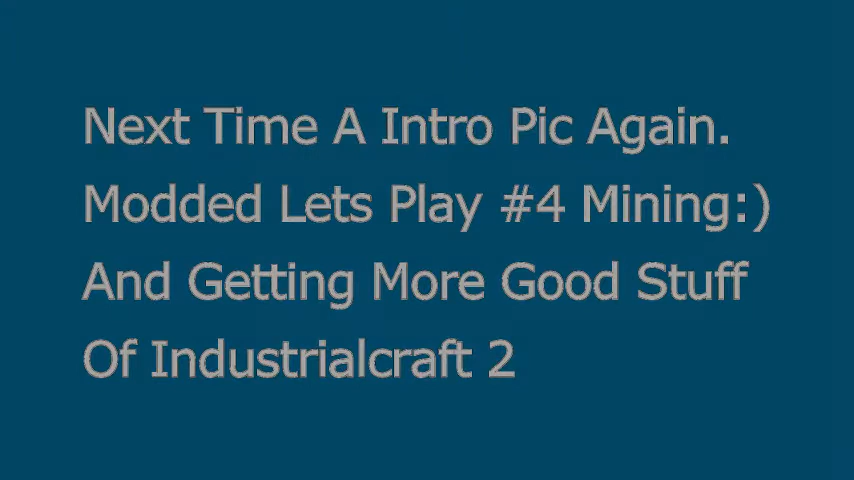 Next Time A Intro Pic Again.
Modded Lets Play #4 Mining:)
And Getting More Good Stuff
Of Industrialcraft 2